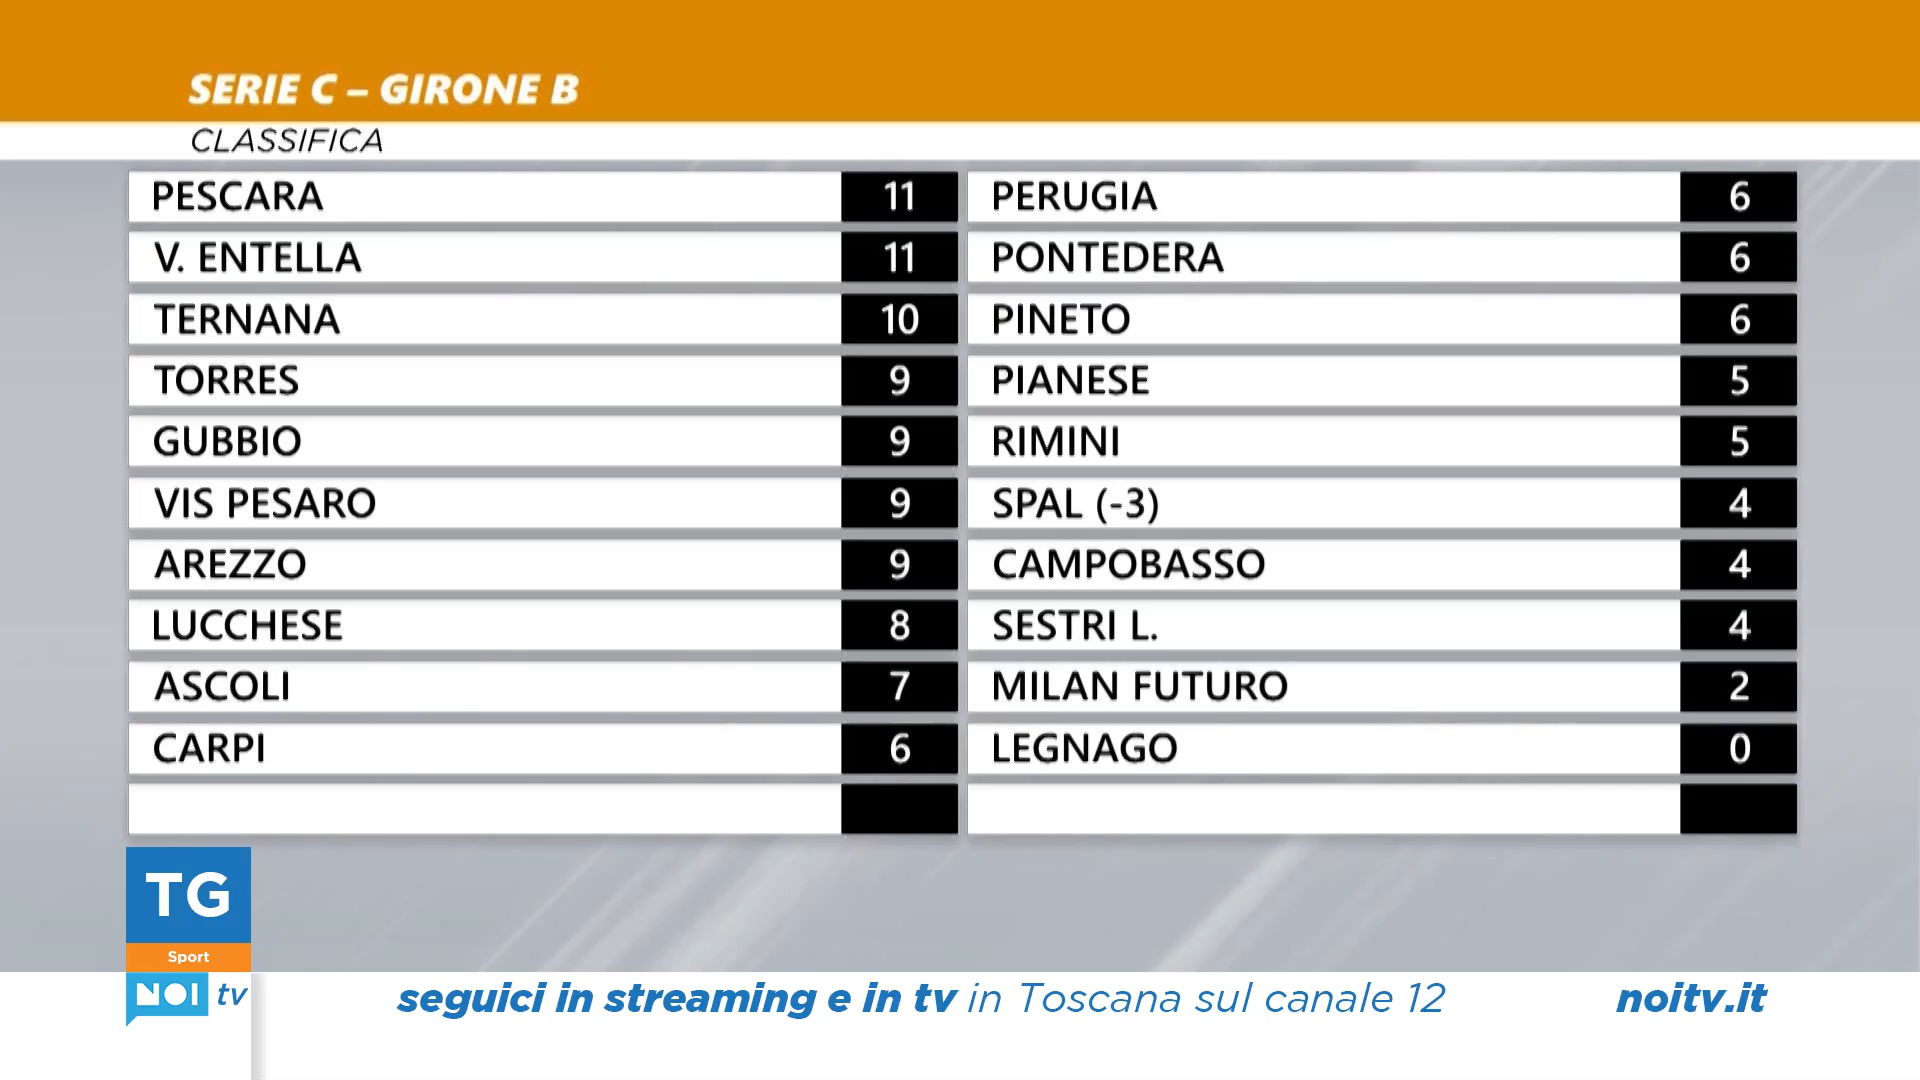 SERIE C – GIRONE B
CLASSIFICA
PESCARA 11
V. ENTELLA 11
TERNANA 10
TORRES 9
GUBBIO 9
VIS PESARO 9
AREZZO 9
LUCCHESE 8
ASCOLI 7
CARPI 6
PERUGIA 6
PONTEDERA 6
PINETO 6
PIANESE 5
RIMINI 5
SPAL (-3) 4
CAMPOBASSO 4
SESTRI L. 4
MILAN FUTURO 2
LEGNAGO 0
TG
Sport
NOI tv
seguici in streaming e in tv in Toscana sul canale 12
noitv.it